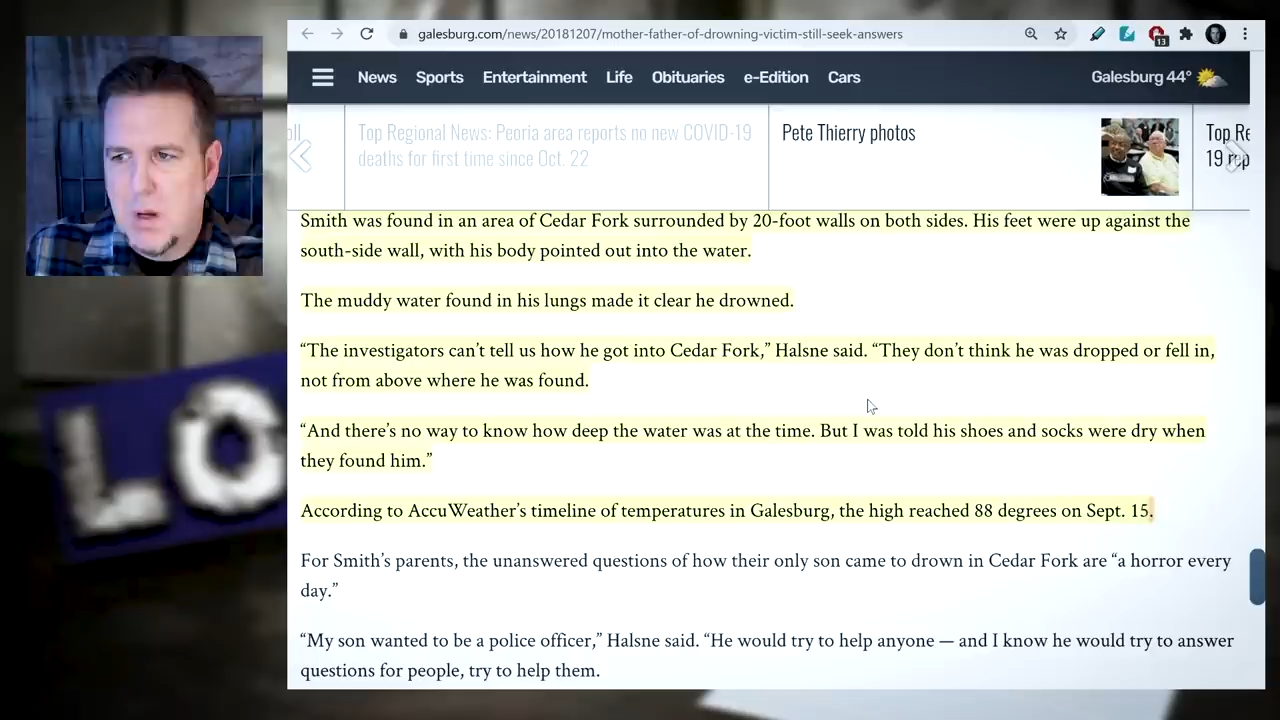 galesburg.com/news/20181207/mother-father-of-drowning-victim-still-seek-answers
13
News Sports Entertainment Life Obituaries e-Edition Cars
Galesburg 44°
oll
Top Regional News: Peoria area reports no new COVID-19
deaths for first time since Oct. 22
Pete Thierry photos
Top Re
19 rep
Smith was found in an area of Cedar Fork surrounded by 20-foot walls on both sides. His feet were up against the
south-side wall, with his body pointed out into the water.
The muddy water found in his lungs made it clear he drowned.
“The investigators can’t tell us how he got into Cedar Fork,” Halsne said. “They don’t think he was dropped or fell in,
not from above where he was found.
“And there’s no way to know how deep the water was at the time. But I was told his shoes and socks were dry when
they found him.”
According to AccuWeather’s timeline of temperatures in Galesburg, the high reached 88 degrees on Sept. 15.
For Smith’s parents, the unanswered questions of how their only son came to drown in Cedar Fork are “a horror every
day.”
“My son wanted to be a police officer,” Halsne said. “He would try to help anyone — and I know he would try to answer
questions for people, try to help them.
LO